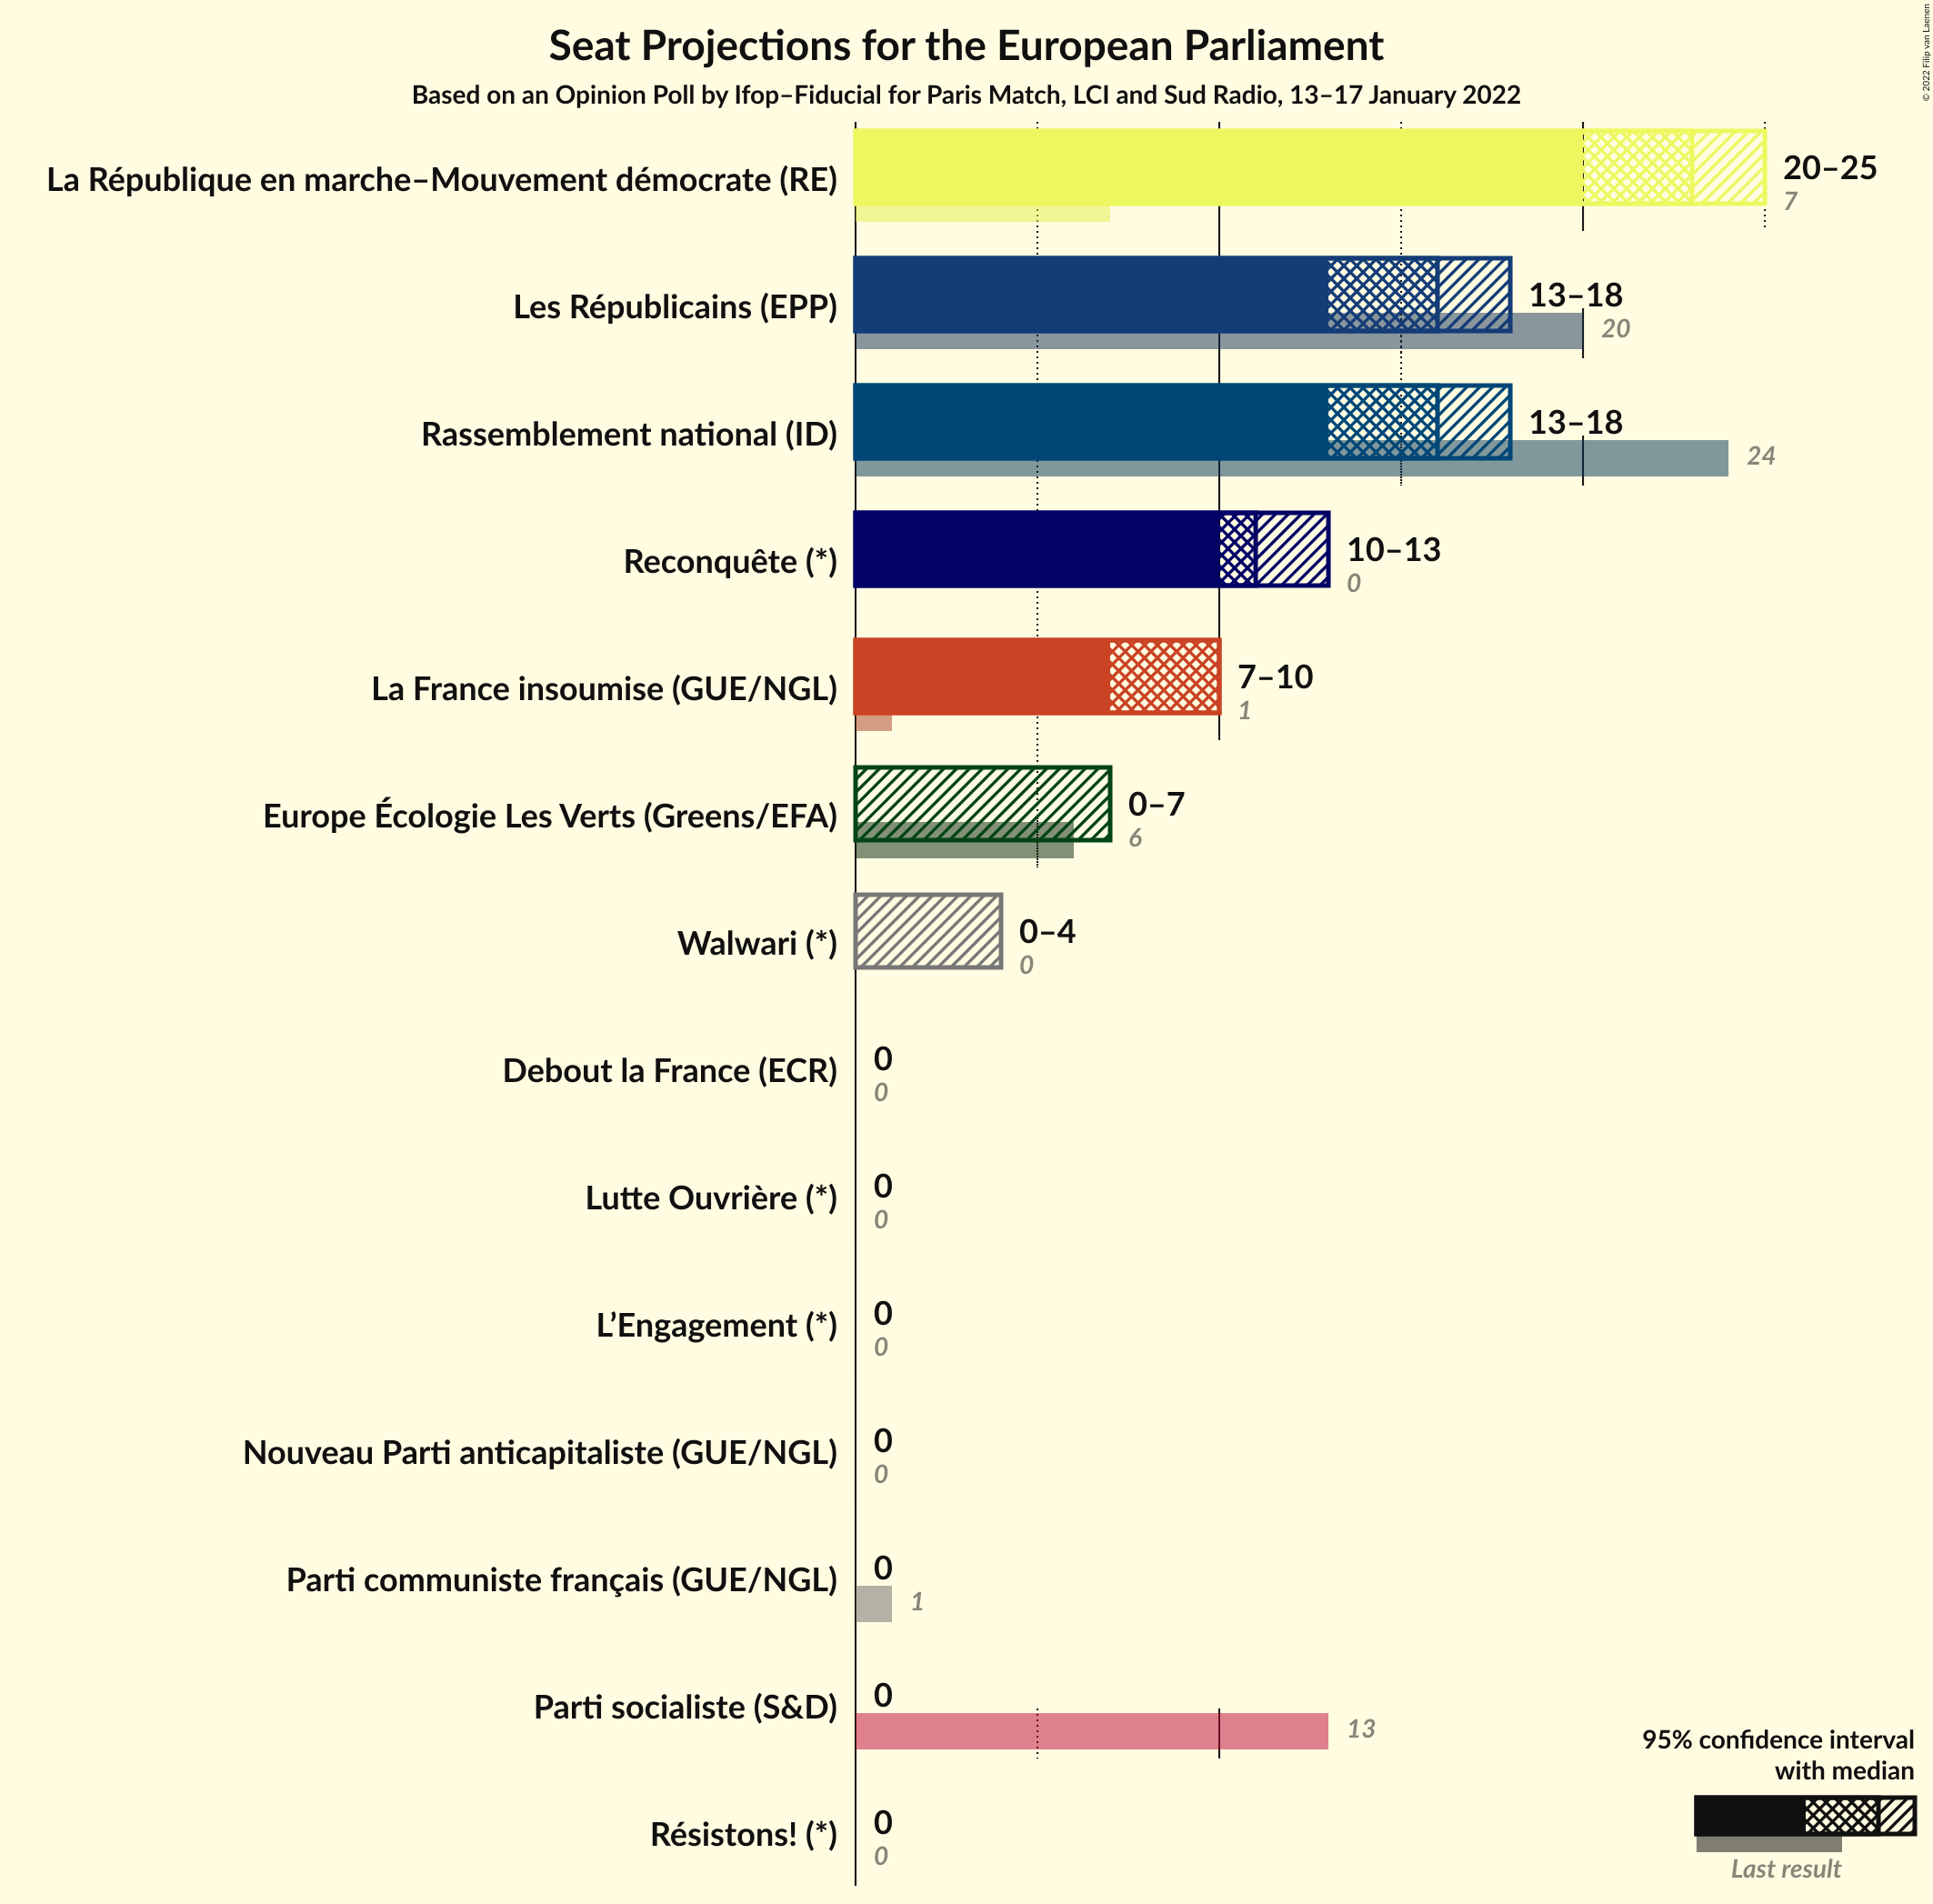 Seat Projections for the European Parliament
Based on an Opinion Poll by Ifop–Fiducial for Paris Match, LCI and Sud Radio, 13–17 January 2022
© 2022 Filip van Laenen
La République en marche–Mouvement démocrate (RE)
20–25
7
Les Républicains (EPP)
13–18
20
Rassemblement national (ID)
13–18
24
Reconquête (*)
10–13
0
La France insoumise (GUE/NGL)
7–10
1
Europe Écologie Les Verts (Greens/EFA)
0–7
6
Walwari (*)
0–4
0
Debout la France (ECR)
0
0
Lutte Ouvrière (*)
0
0
L’Engagement (*)
0
0
Nouveau Parti anticapitaliste (GUE/NGL)
0
0
Parti communiste français (GUE/NGL)
0
1
Parti socialiste (S&D)
0
13
Résistons! (*)
0
0
95% confidence interval
with median
Last result